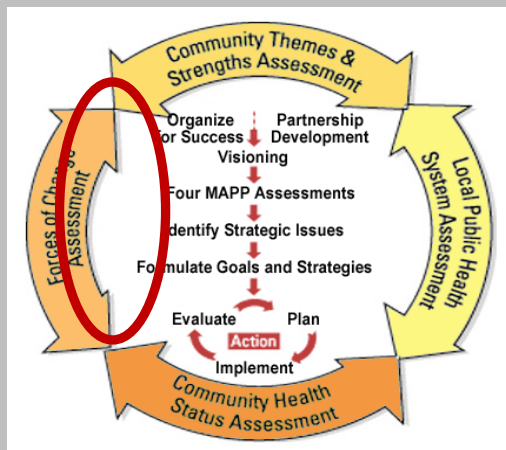 Community Themes &
Strengths Assessment
Organize
for Success
Partnership
Development
Visioning
Four MAPP Assessments
Identify Strategic Issues
Formulate Goals and Strategies
Evaluate
Plan
Action
Implement
Forces of Change
Assessment
Local Public Health
System Assessment
Community Health
Status Assessment